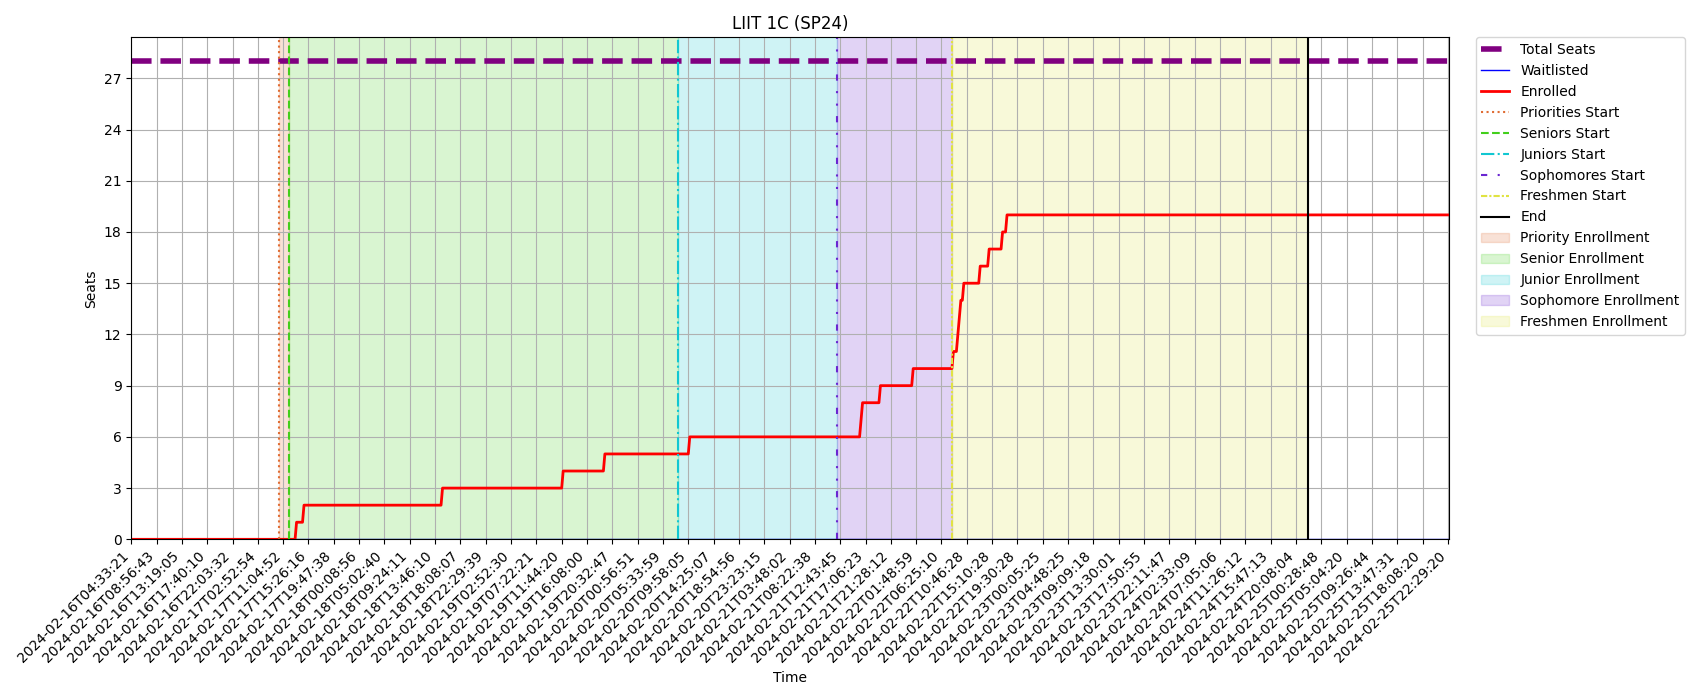 LIIT 1C (SP24)
Seats
27
24
21
18
15
12
9
6
3
0
2024-02-16T04:33:21
2024-02-16T08:56:43
2024-02-16T13:19:05
2024-02-16T17:40:10
2024-02-16T22:03:32
2024-02-17T02:52:54
2024-02-17T11:04:52
2024-02-17T15:26:16
2024-02-17T19:47:38
2024-02-18T00:08:56
2024-02-18T05:02:40
2024-02-18T09:24:11
2024-02-18T13:46:10
2024-02-18T18:08:07
2024-02-18T22:29:39
2024-02-19T02:52:30
2024-02-19T07:22:21
2024-02-19T11:44:20
2024-02-19T16:08:00
2024-02-19T20:32:47
2024-02-20T00:56:51
2024-02-20T05:33:59
2024-02-20T09:58:05
2024-02-20T14:25:07
2024-02-20T18:54:56
2024-02-20T23:23:15
2024-02-21T03:48:02
2024-02-21T08:22:38
2024-02-21T12:43:45
2024-02-21T17:06:23
2024-02-21T21:28:12
2024-02-22T01:48:59
2024-02-22T06:25:10
2024-02-22T10:46:28
2024-02-22T15:10:28
2024-02-22T19:30:28
2024-02-23T00:05:25
2024-02-23T04:48:25
2024-02-23T09:09:18
2024-02-23T13:30:01
2024-02-23T17:50:55
2024-02-23T22:11:47
2024-02-24T02:33:09
2024-02-24T07:05:06
2024-02-24T11:26:12
2024-02-24T15:47:13
2024-02-24T20:08:04
2024-02-25T00:28:48
2024-02-25T05:04:20
2024-02-25T09:26:44
2024-02-25T13:47:31
2024-02-25T18:08:20
2024-02-25T22:29:20
Time
Total Seats
Waitlisted
Enrolled
Priorities Start
Seniors Start
Juniors Start
Sophomores Start
Freshmen Start
End
Priority Enrollment
Senior Enrollment
Junior Enrollment
Sophomore Enrollment
Freshmen Enrollment